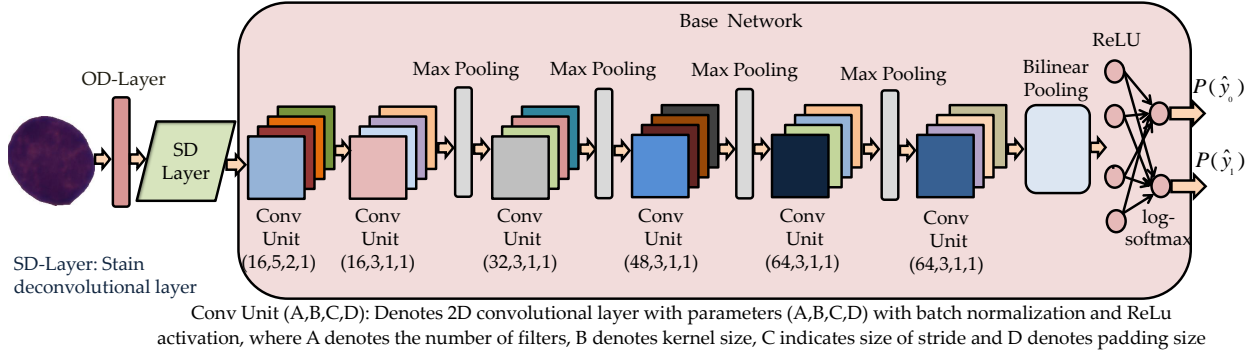 Base Network
OD-Layer
SD
Layer
Max Pooling
Max Pooling
Max Pooling
Max Pooling
Bilinear
Pooling
ReLU
P(ŷ₀)
P(ŷ₁)
log-
softmax
Conv
Unit
(16,5,2,1)
Conv
Unit
(16,3,1,1)
Conv
Unit
(32,3,1,1)
Conv
Unit
(48,3,1,1)
Conv
Unit
(64,3,1,1)
Conv
Unit
(64,3,1,1)
SD-Layer: Stain
deconvolutional layer
Conv Unit (A,B,C,D): Denotes 2D convolutional layer with parameters (A,B,C,D) with batch normalization and ReLu
activation, where A denotes the number of filters, B denotes kernel size, C indicates size of stride and D denotes padding size